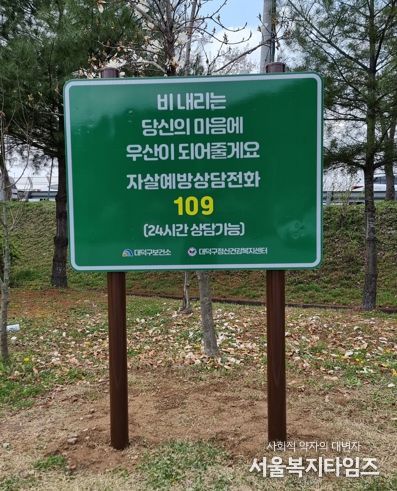 비 내리는
당신의 마음에
우산이 되어줄게요
자살예방상담전화
109
(24시간 상담가능)
대덕구보건소 대덕구정신건강복지센터
사회적 약자의 대변자
서울복지타임즈